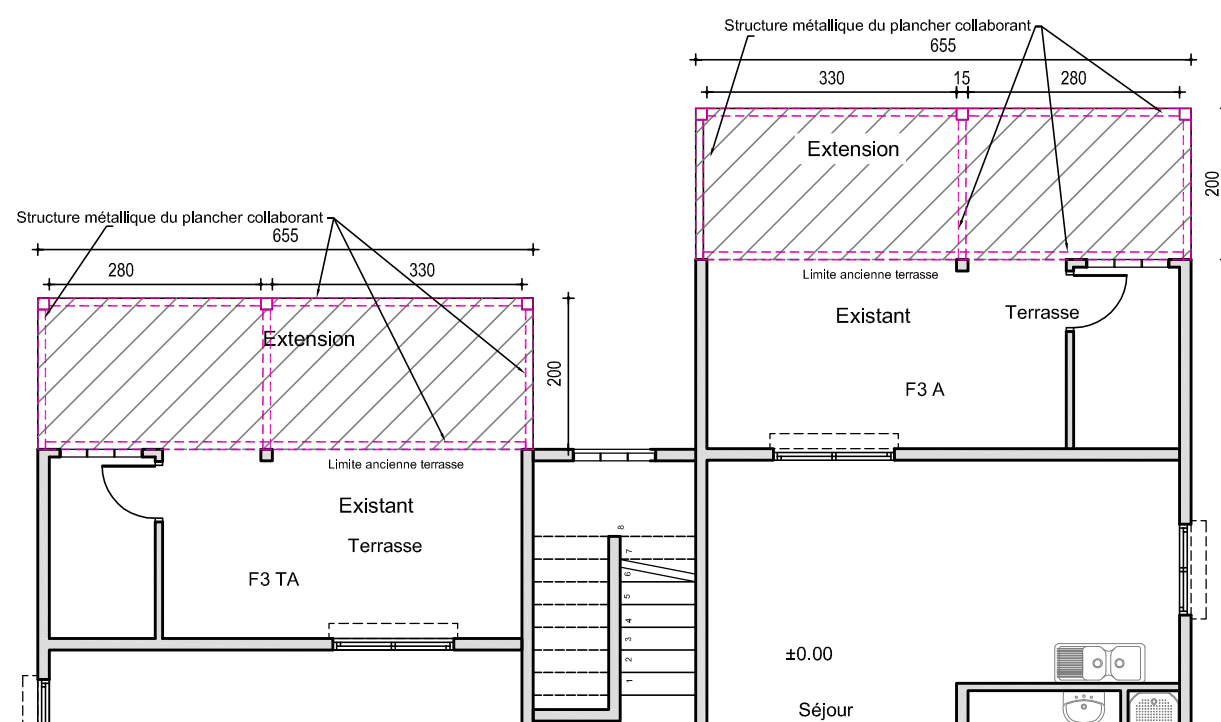 Structure métallique du plancher collaborant
655
330 15 280
Extension
200
Limite ancienne terrasse
Existant
Terrasse
F3 A
Structure métallique du plancher collaborant
655
280 330
Extension
200
Limite ancienne terrasse
Existant
Terrasse
F3 TA
8
7
6
5
4
3
2
1
±0.00
Séjour